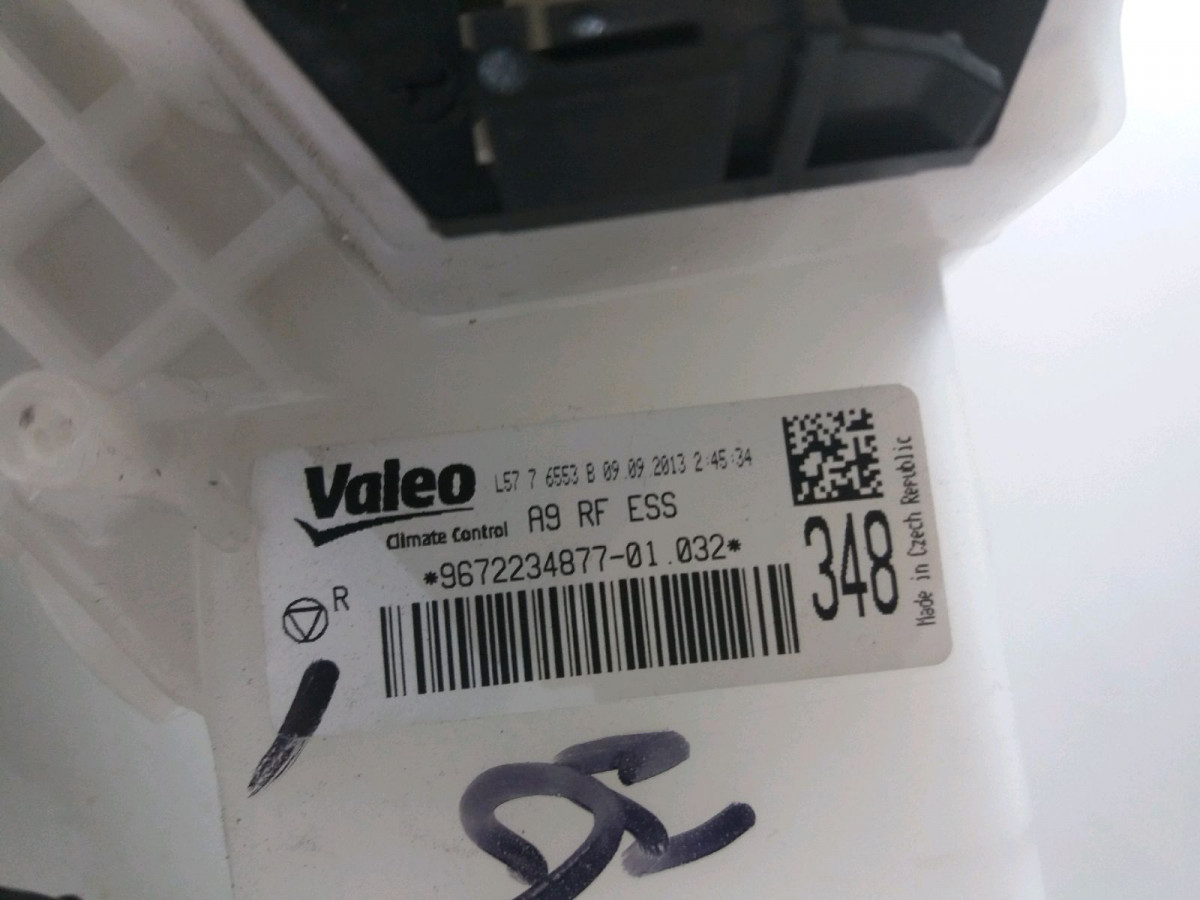 Valeo
L57 7 6553 B 09.09.2013 2:45:34
Climate Control A9 RF ESS
*9672234877-01.032*
R
348
Made in Czech Republic